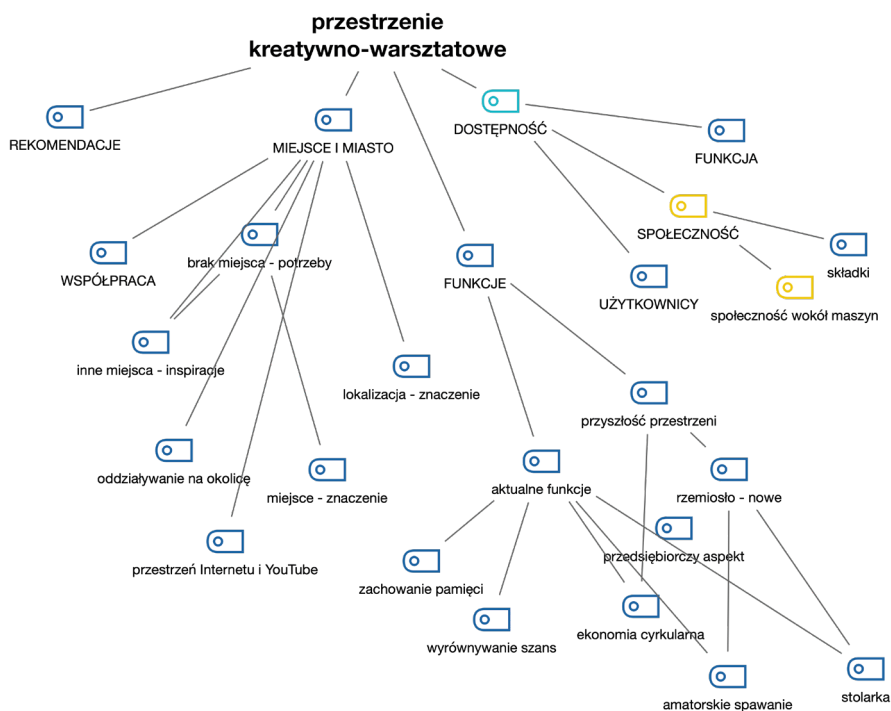 przestrzenie
kreatywno-warsztatowe
REKOMENDACJE
MIEJSCE I MIASTO
DOSTĘPNOŚĆ
FUNKCJA
SPOŁECZNOŚĆ
WSPÓŁPRACA
brak miejsca - potrzeby
FUNKCJE
UŻYTKOWNICY
składki
społeczność wokół maszyn
inne miejsca - inspiracje
lokalizacja - znaczenie
przyszłość przestrzeni
oddziaływanie na okolicę
miejsce - znaczenie
aktualne funkcje
rzemiosło - nowe
przestrzeń Internetu i YouTube
przedsiębiorczy aspekt
zachowanie pamięci
wyrównywanie szans
ekonomia cyrkularna
amatorskie spawanie
stolarka